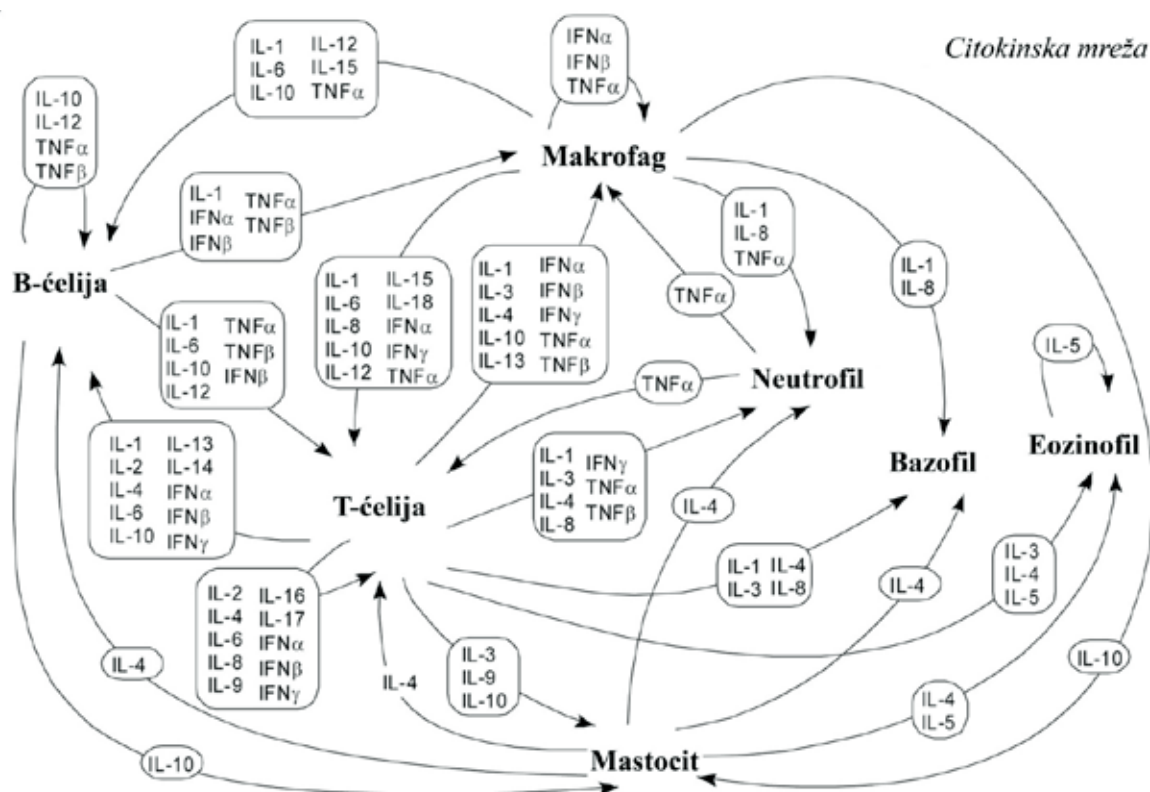 Citokinska mreža
IL-1 IL-12
IL-6 IL-15
IL-10 TNFα
IFNα
IFNβ
TNFα
IL-10
IL-12
TNFα
TNFβ
Makrofag
IL-1 TNFα
IFNα TNFβ
IFNβ
IL-1
IL-8
TNFα
B-ćelija
IL-1 IL-15
IL-6 IL-18
IL-8 IFNα
IL-10 IFNγ
IL-12 TNFα
IL-1 IFNα
IL-3 IFNβ
IL-4 IFNγ
IL-10 TNFα
IL-13 TNFβ
TNFα
IL-1
IL-8
IL-1 TNFα
IL-6 TNFβ
IL-10 IFNβ
IL-12
IL-5
TNFα
Neutrofil
IL-1 IL-13
IL-2 IL-14
IL-4 IFNα
IL-6 IFNβ
IL-10 IFNγ
IL-1 IFNγ
IL-3 TNFα
IL-4 TNFβ
IL-8
Bazofil
Eozinofil
T-ćelija
IL-4
IL-1 IL-4
IL-3 IL-8
IL-3
IL-4
IL-5
IL-4
IL-2 IL-16
IL-4 IL-17
IL-6 IFNα
IL-8 IFNβ
IL-9 IFNγ
IL-4
IL-4
IL-3
IL-9
IL-10
IL-10
IL-4
IL-5
IL-10
Mastocit